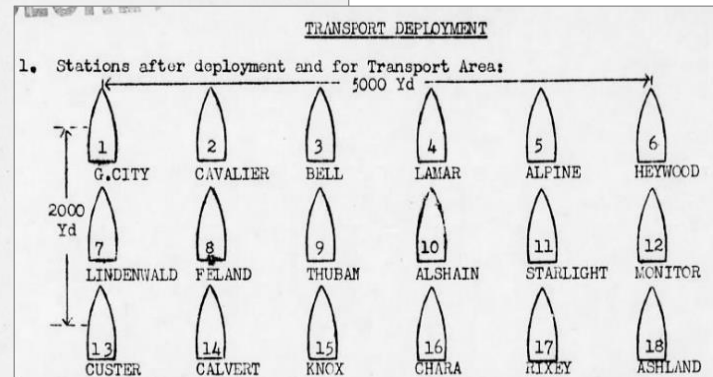 TRANSPORT DEPLOYMENT
1. Stations after deployment and for Transport Area:
5000 Yd
1 2 3 4 5 6
G.CITY CAVALIER BELL LAMAR ALPINE HEYWOOD
2000
Yd
7 8 9 10 11 12
LINDENWALD FELAND THUBAN ALSHAIN STARLIGHT MONITOR
13 14 15 16 17 18
CUSTER CALVERT KNOX CHARA RIXEY ASHLAND